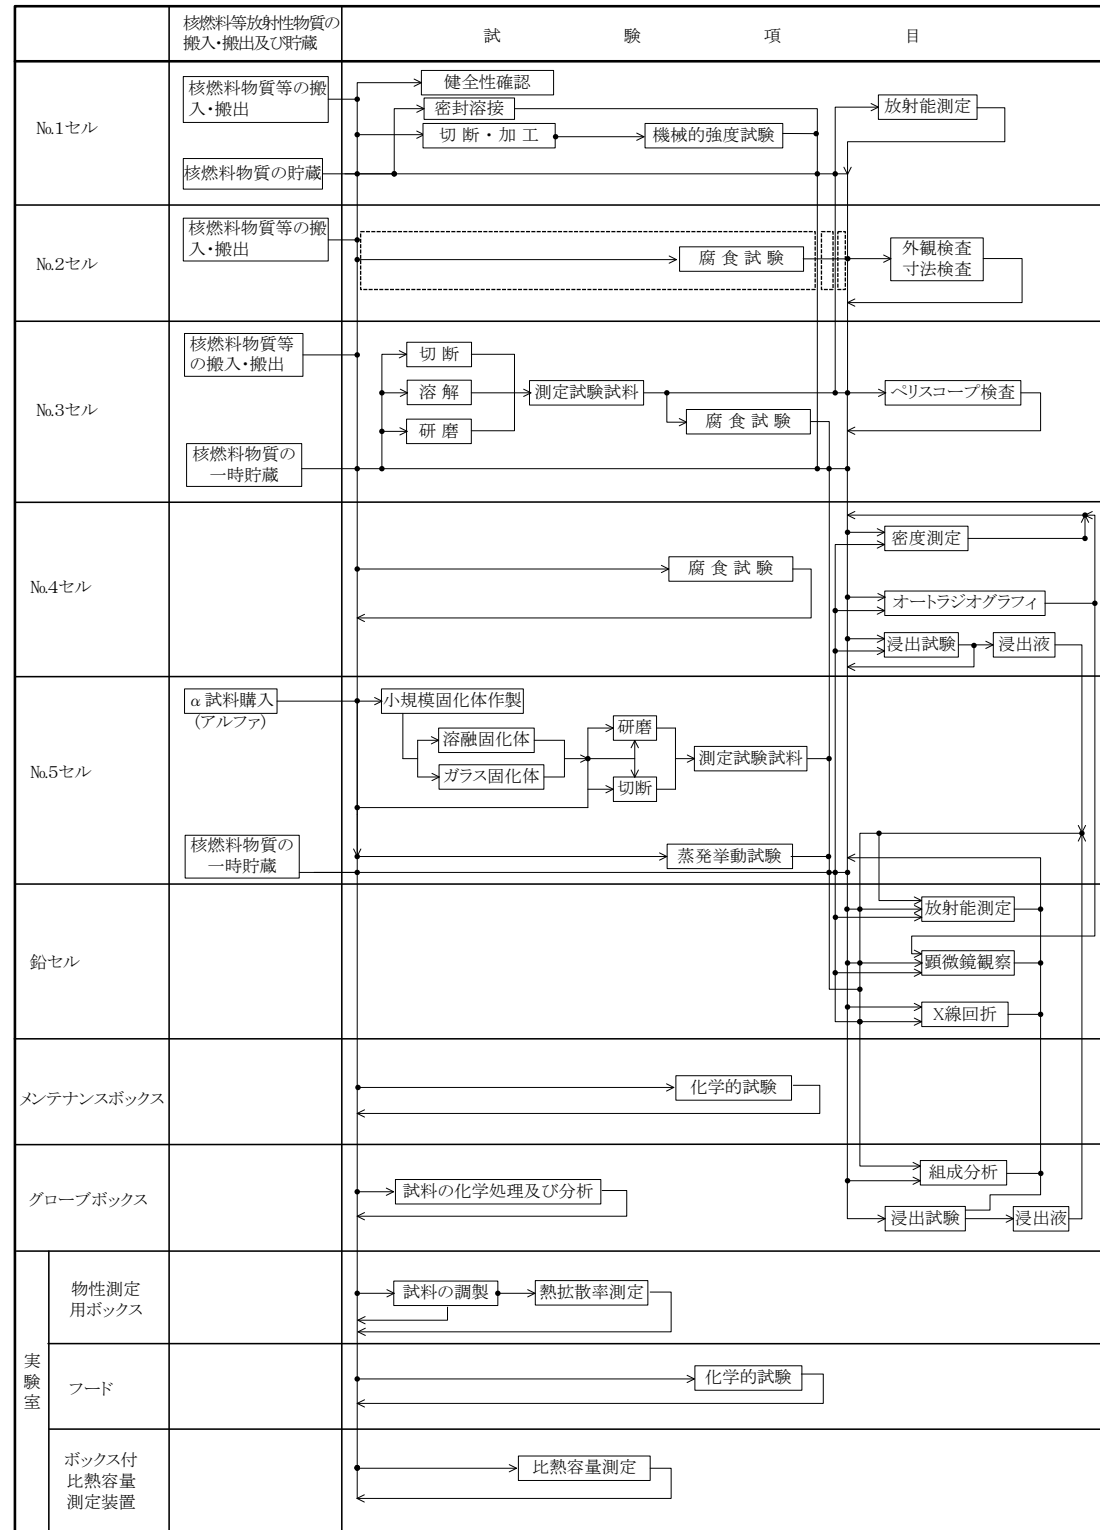 核燃料等放射性物質の
搬入・搬出及び貯蔵
試験項目
№1セル
核燃料物質等の搬
入・搬出
核燃料物質の貯蔵
健全性確認
密封溶接
切断・加工
機械的強度試験
放射能測定
№2セル
核燃料物質等の搬
入・搬出
腐食試験
外観検査
寸法検査
№3セル
核燃料物質等
の搬入・搬出
核燃料物質の
一時貯蔵
切断
溶解
研磨
測定試験試料
腐食試験
ペリスコープ検査
№4セル
腐食試験
密度測定
オートラジオグラフィ
浸出試験
浸出液
№5セル
α試料購入
(アルファ)
核燃料物質の
一時貯蔵
小規模固化体作製
溶融固化体
ガラス固化体
研磨
切断
測定試験試料
蒸発挙動試験
鉛セル
放射能測定
顕微鏡観察
X線回折
メンテナンスボックス
化学的試験
グローブボックス
試料の化学処理及び分析
組成分析
浸出試験
浸出液
実験室
物性測定
用ボックス
試料の調製
熱拡散率測定
フード
化学的試験
ボックス付
比熱容量
測定装置
比熱容量測定